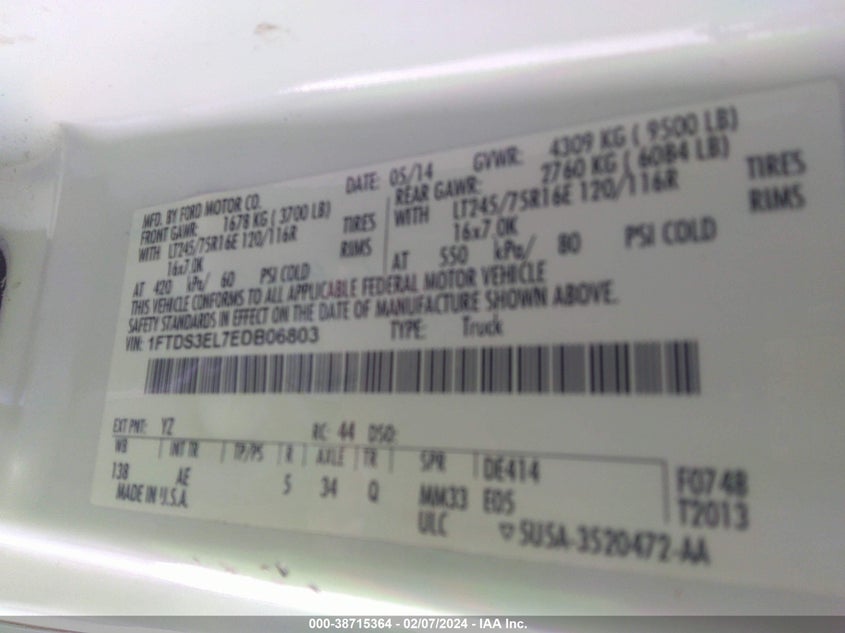 MFD. BY FORD MOTOR CO.
DATE: 05/14 GVWR: 4309 KG ( 9500 LB)
FRONT GAWR: 1678 KG ( 3700 LB)
WITH LT245/75R16E 120/116R TIRES
16x7.0K RIMS
AT 420 kPa/ 60 PSI COLD
REAR GAWR: 2760 KG ( 6084 LB)
WITH LT245/75R16E 120/116R TIRES
16x7.0K RIMS
AT 550 kPa/ 80 PSI COLD
THIS VEHICLE CONFORMS TO ALL APPLICABLE FEDERAL MOTOR VEHICLE
SAFETY STANDARDS IN EFFECT ON THE DATE OF MANUFACTURE SHOWN ABOVE.
VIN: 1FTDS3EL7EDB06803 TYPE: Truck
EXT PNT: YZ RC: 44 DSO:
WB INT TR TP/PS R AXLE TR SPR DE414 F0748
138 AE 5 34 Q MM33 E05 T2013
MADE IN U.S.A. ULC 5USA-3520472-AA
000-38715364 - 02/07/2024 - IAA Inc.